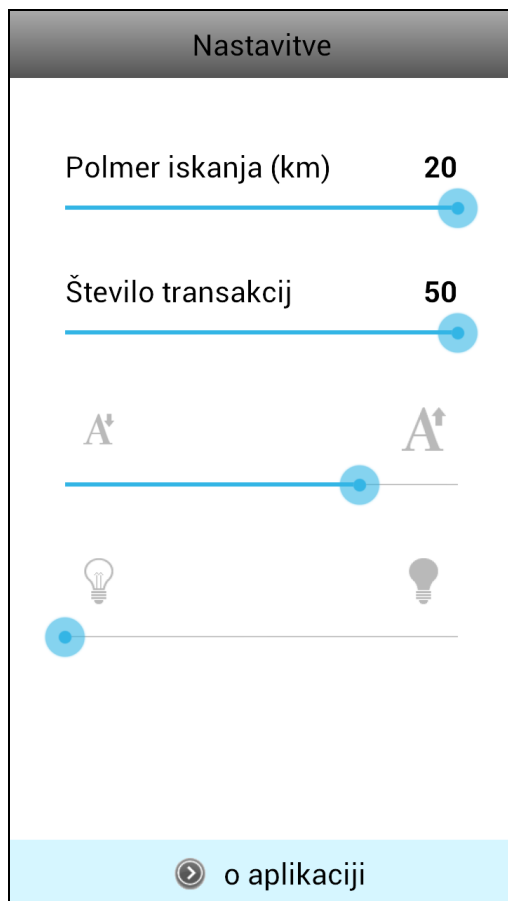 Nastavitve
Polmer iskanja (km) 20
Število transakcij 50
A A
o aplikaciji